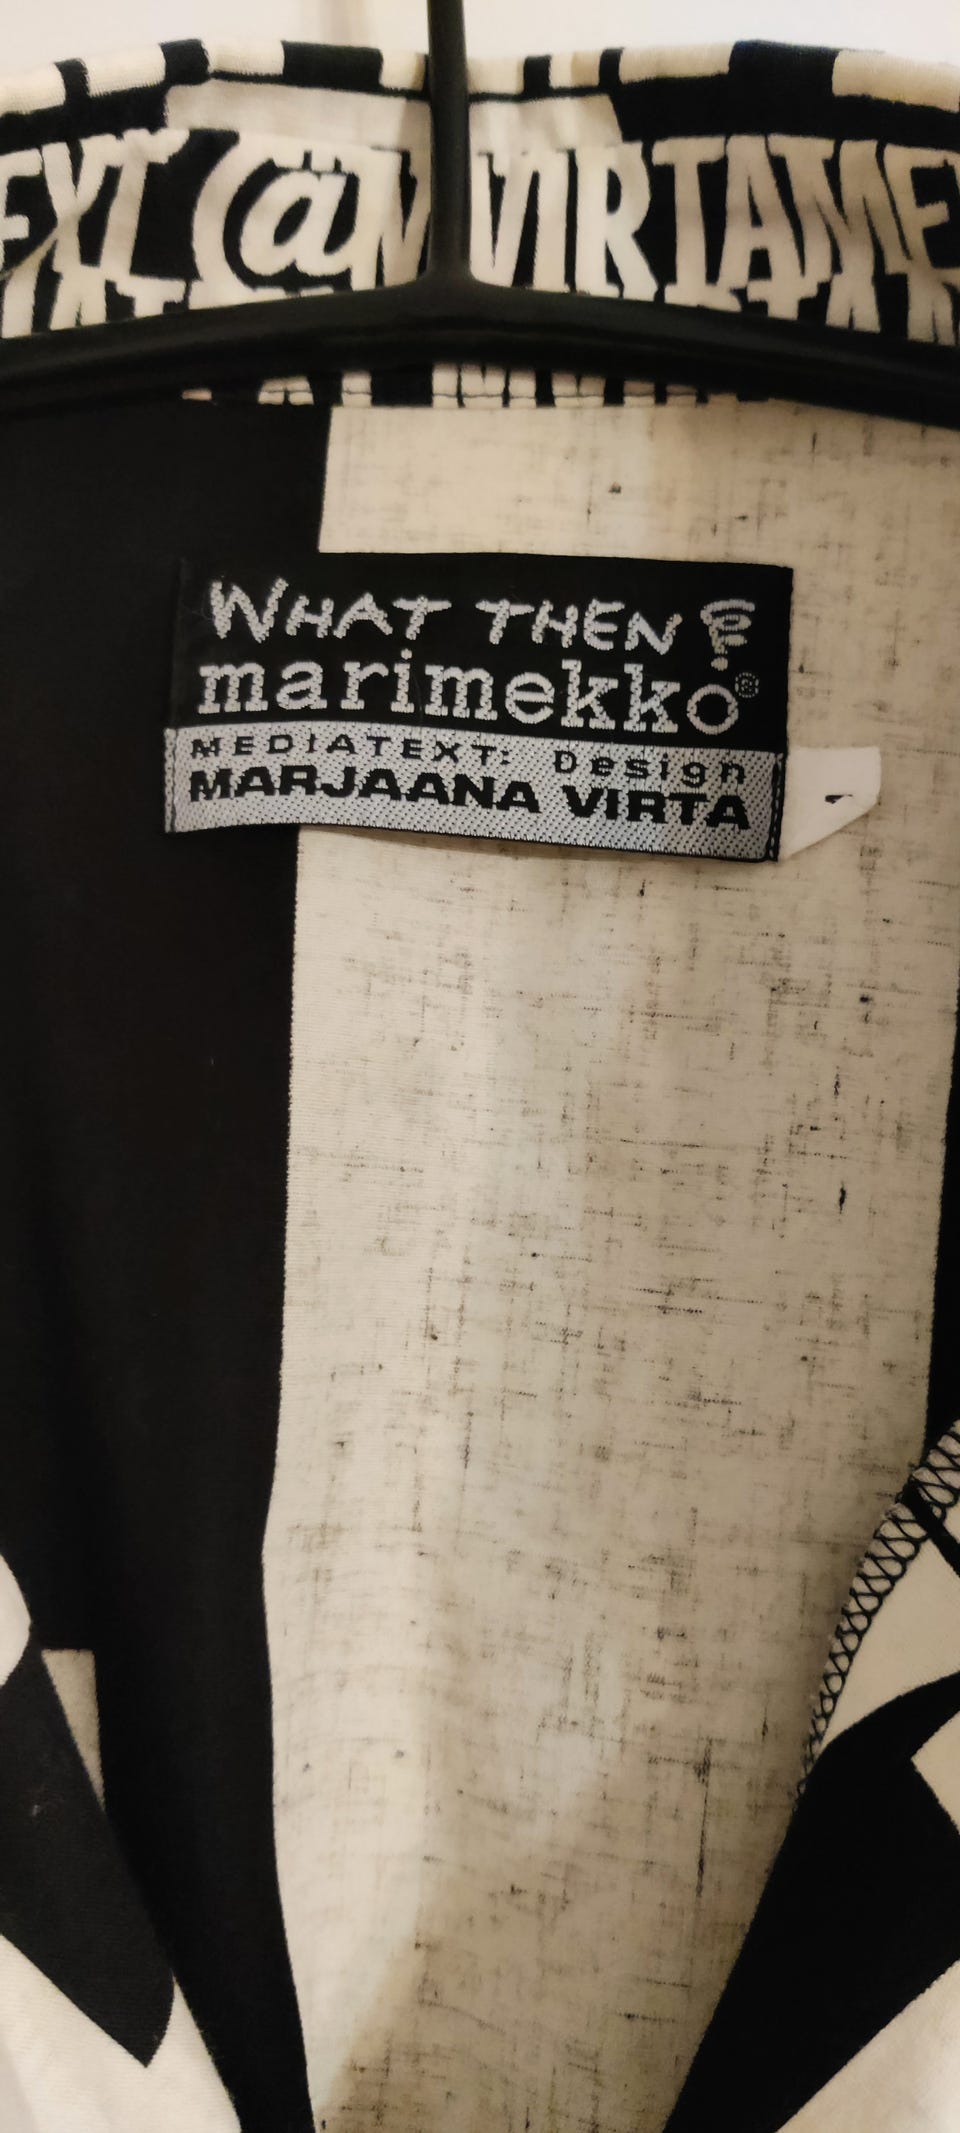 EXT @M VIRTAME
WHAT THEN?
marimekko®
MEDIATEXT: Design
MARJAANA VIRTA